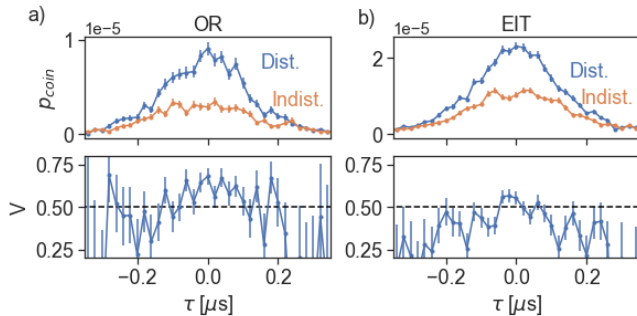 a) OR b) EIT
1e−5 1e−5
1 Dist. 2 Dist.
p_coin Indist. Indist.
0 0
0.75 0.75
V 0.50 0.50
0.25 0.25
−0.2 0.0 0.2 −0.2 0.0 0.2
τ [μs] τ [μs]